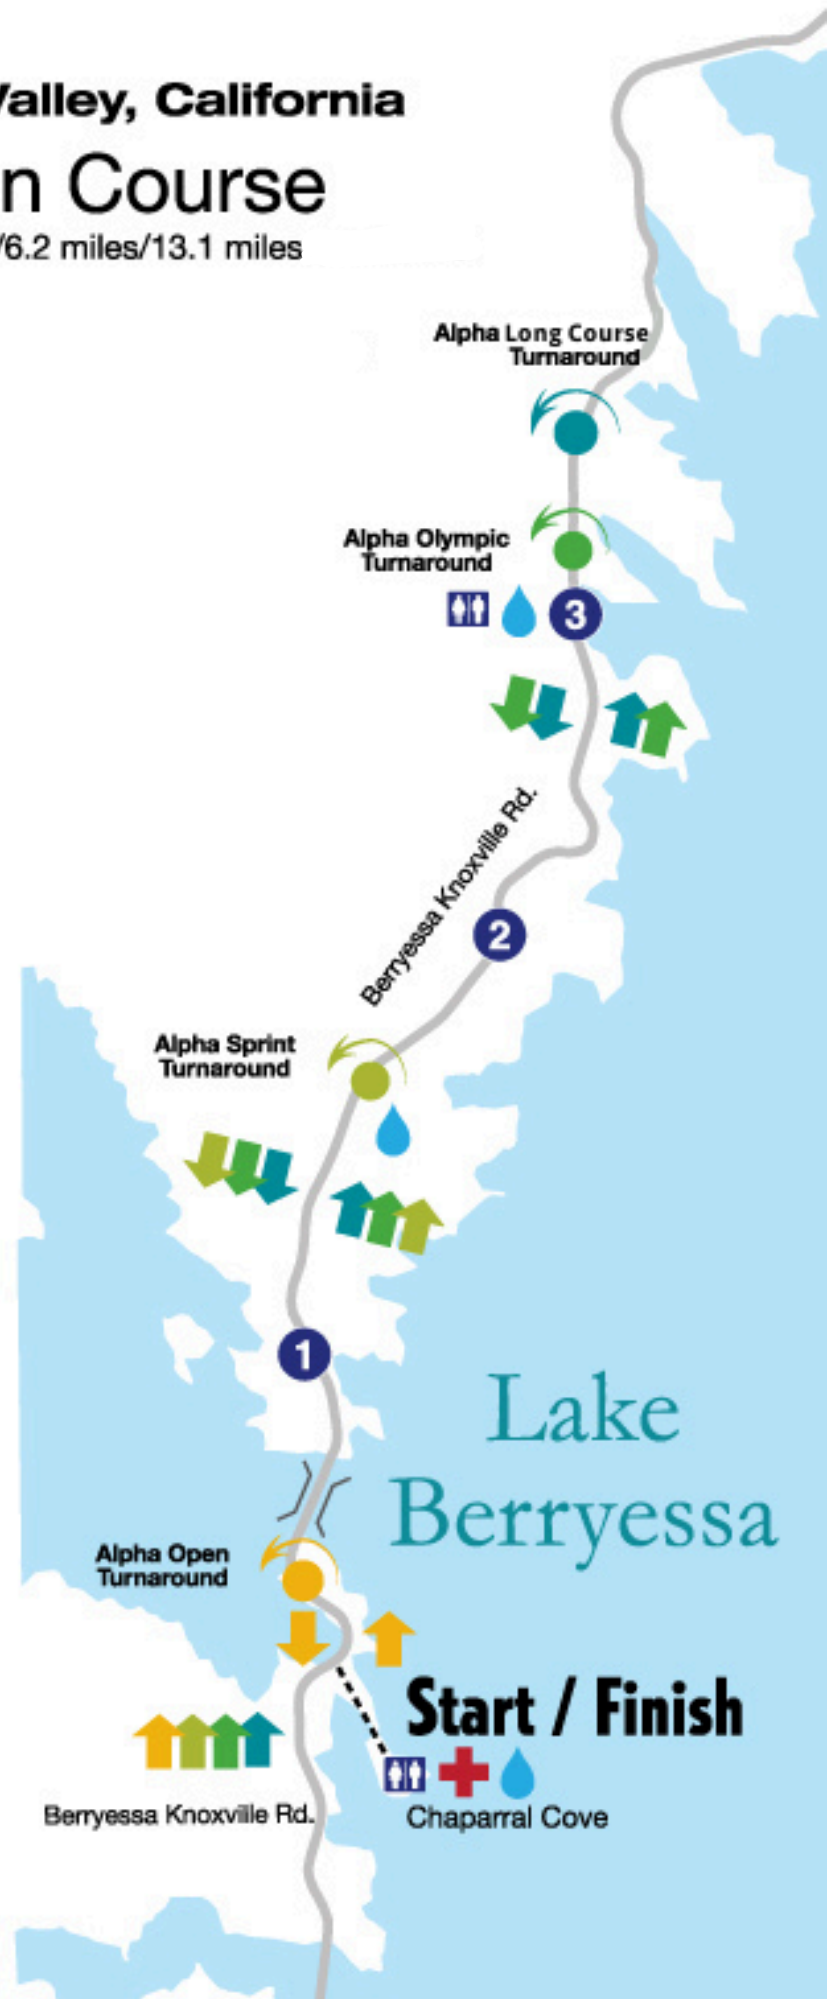 Valley, California
n Course
/6.2 miles/13.1 miles
Alpha Long Course
Turnaround
Alpha Olympic
Turnaround
3
Berryessa Knoxville Rd.
2
Alpha Sprint
Turnaround
1
Lake
Berryessa
Alpha Open
Turnaround
Start / Finish
Berryessa Knoxville Rd.
Chaparral Cove